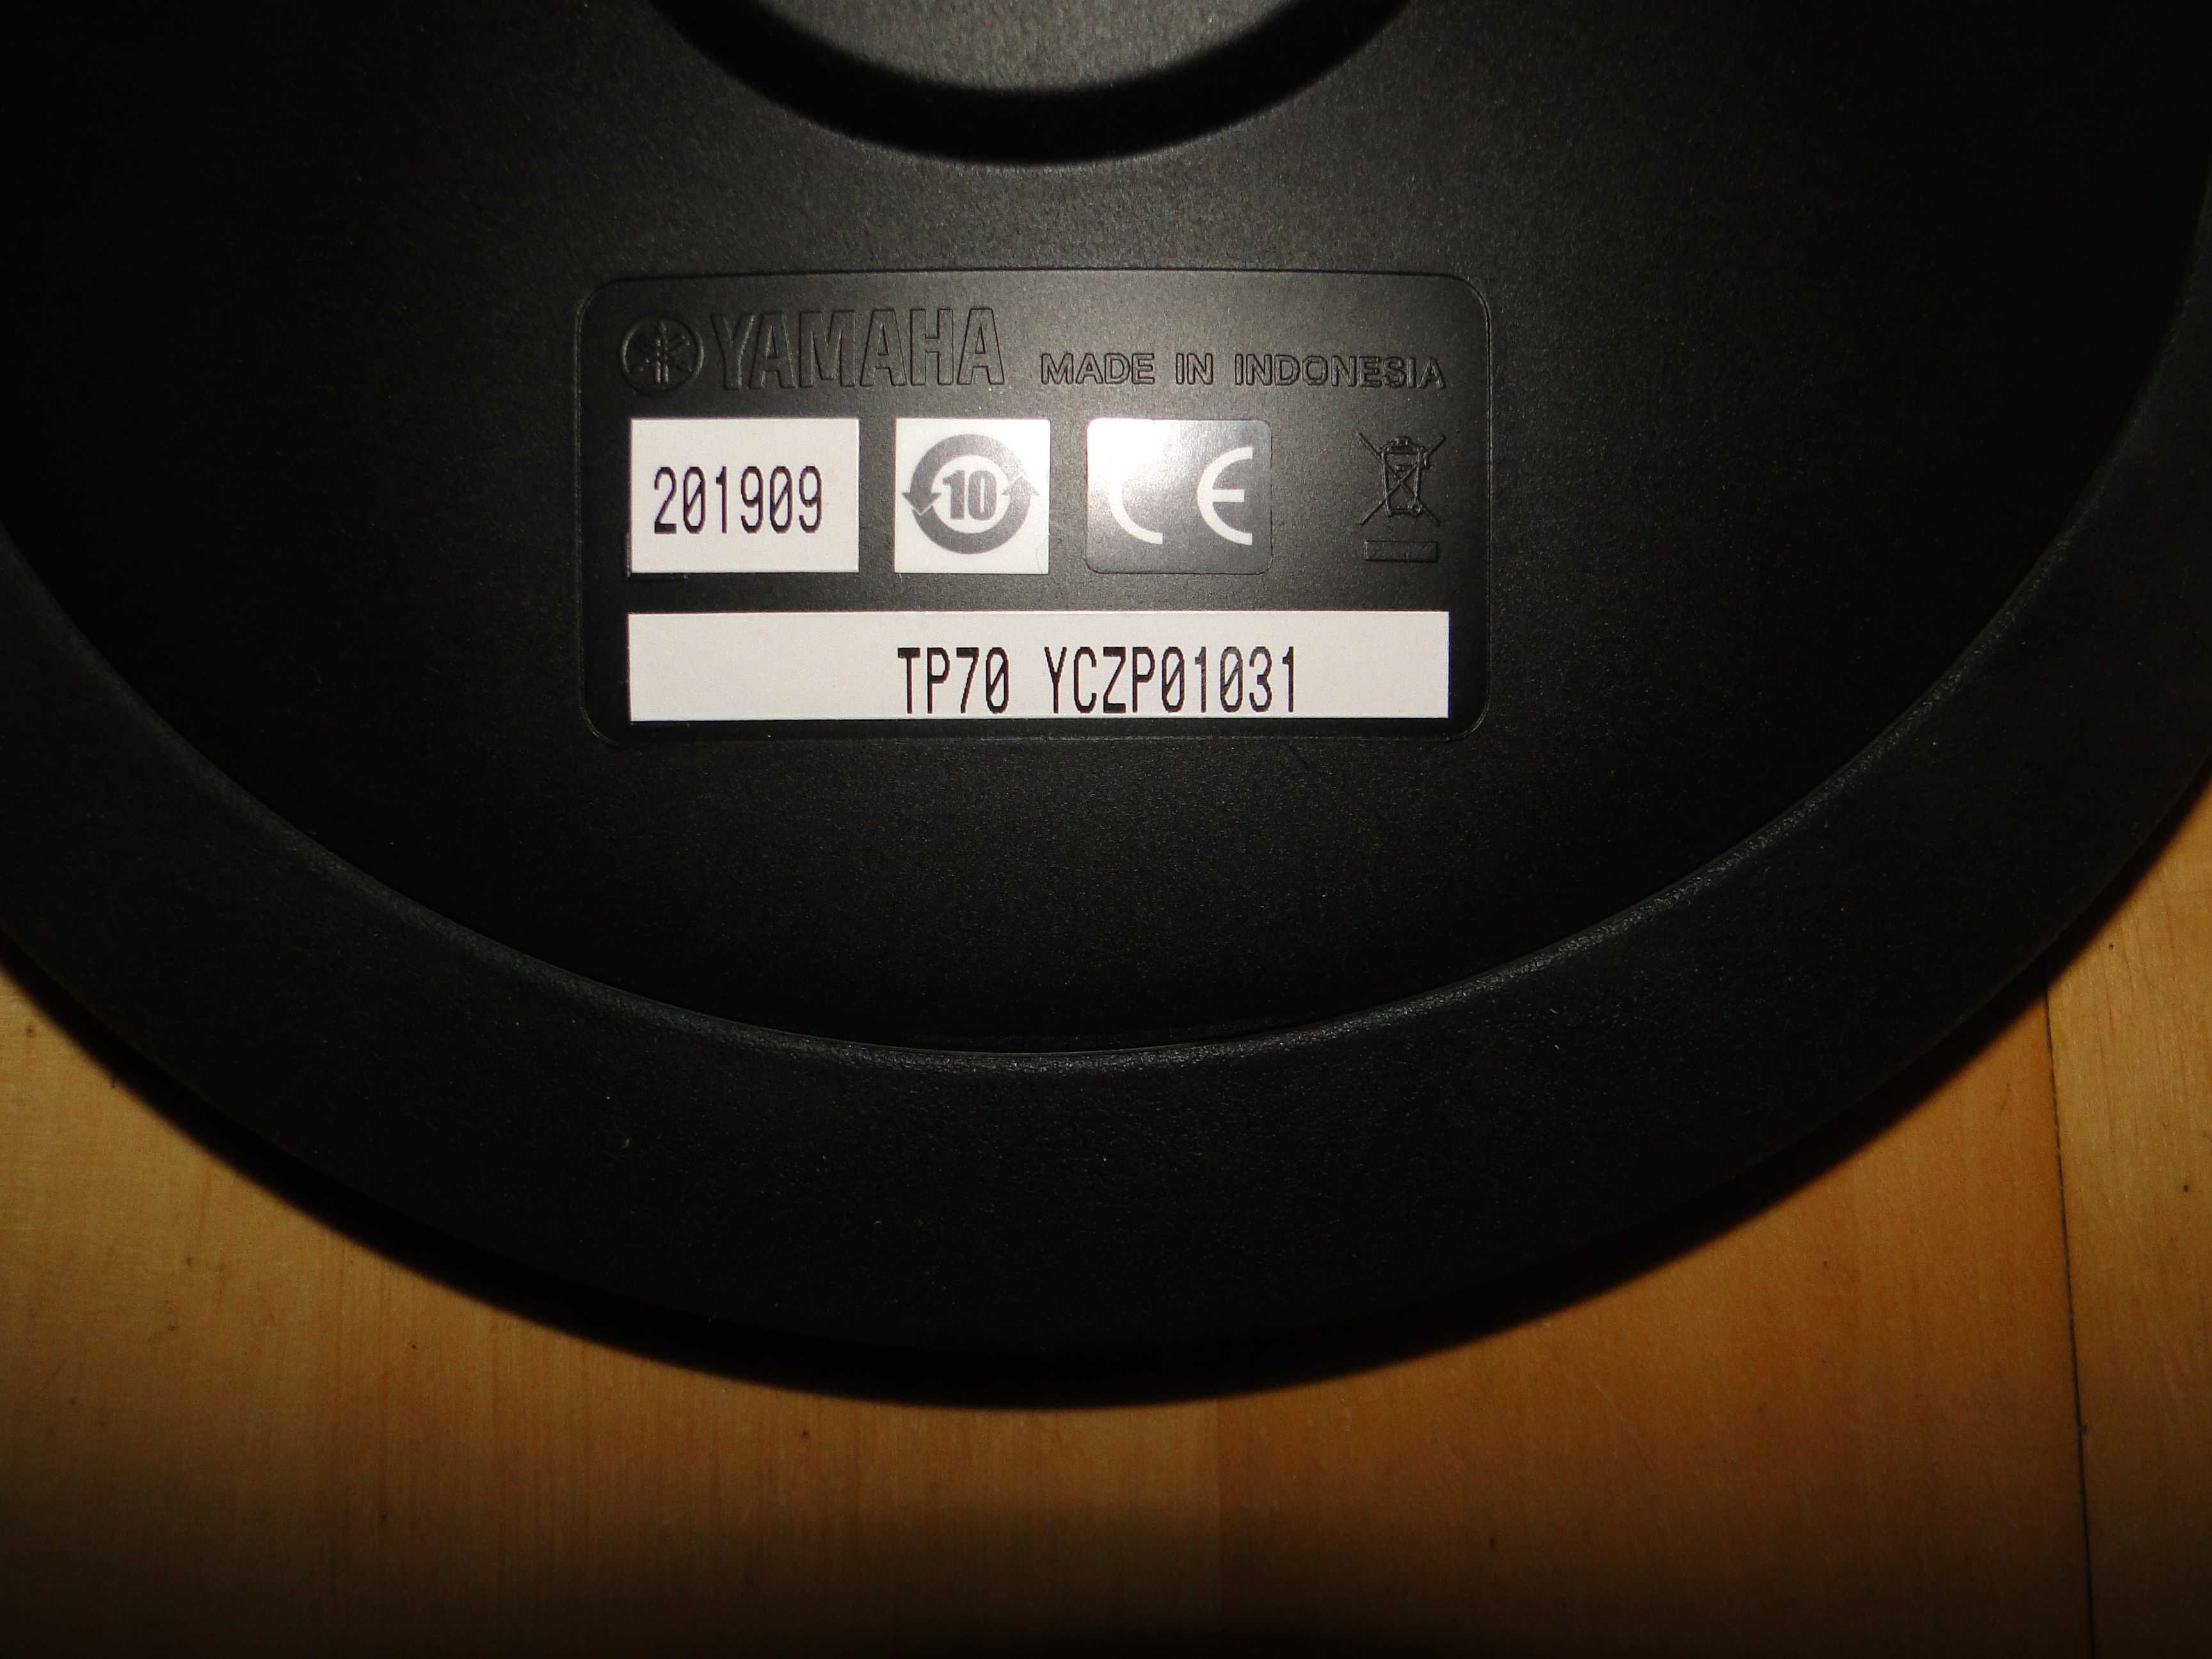 YAMAHA MADE IN INDONESIA
201909 10 CE
TP70 YCZP01031